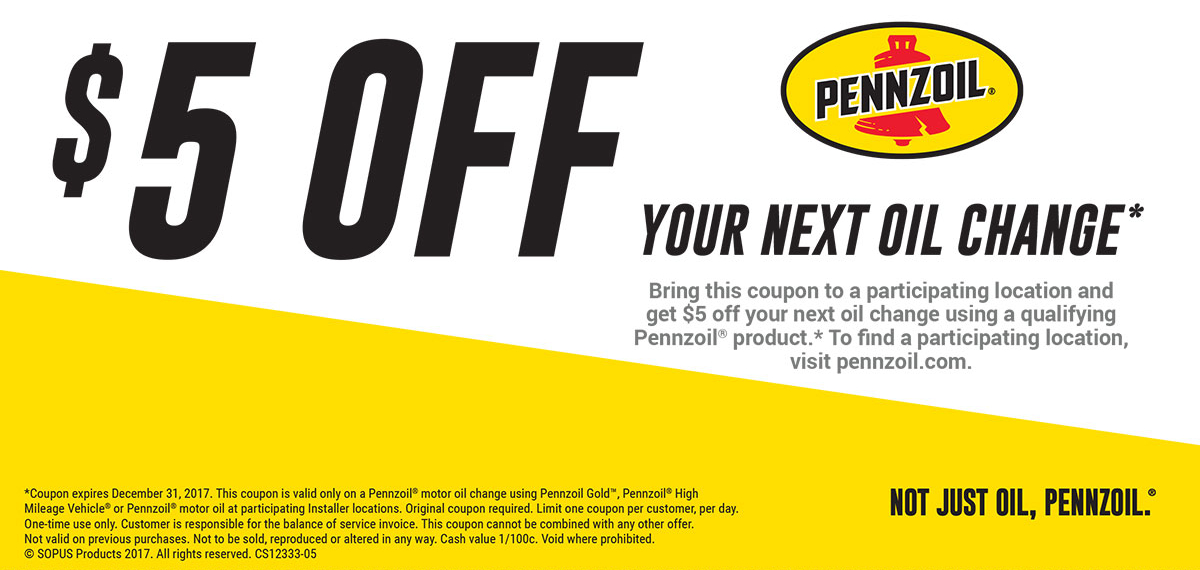 $5 OFF
PENNZOIL®
YOUR NEXT OIL CHANGE*
Bring this coupon to a participating location and
get $5 off your next oil change using a qualifying
Pennzoil® product.* To find a participating location,
visit pennzoil.com.
*Coupon expires December 31, 2017. This coupon is valid only on a Pennzoil® motor oil change using Pennzoil Gold™, Pennzoil® High
Mileage Vehicle® or Pennzoil® motor oil at participating Installer locations. Original coupon required. Limit one coupon per customer, per day.
One-time use only. Customer is responsible for the balance of service invoice. This coupon cannot be combined with any other offer.
Not valid on previous purchases. Not to be sold, reproduced or altered in any way. Cash value 1/100c. Void where prohibited.
© SOPUS Products 2017. All rights reserved. CS12333-05
NOT JUST OIL, PENNZOIL.®